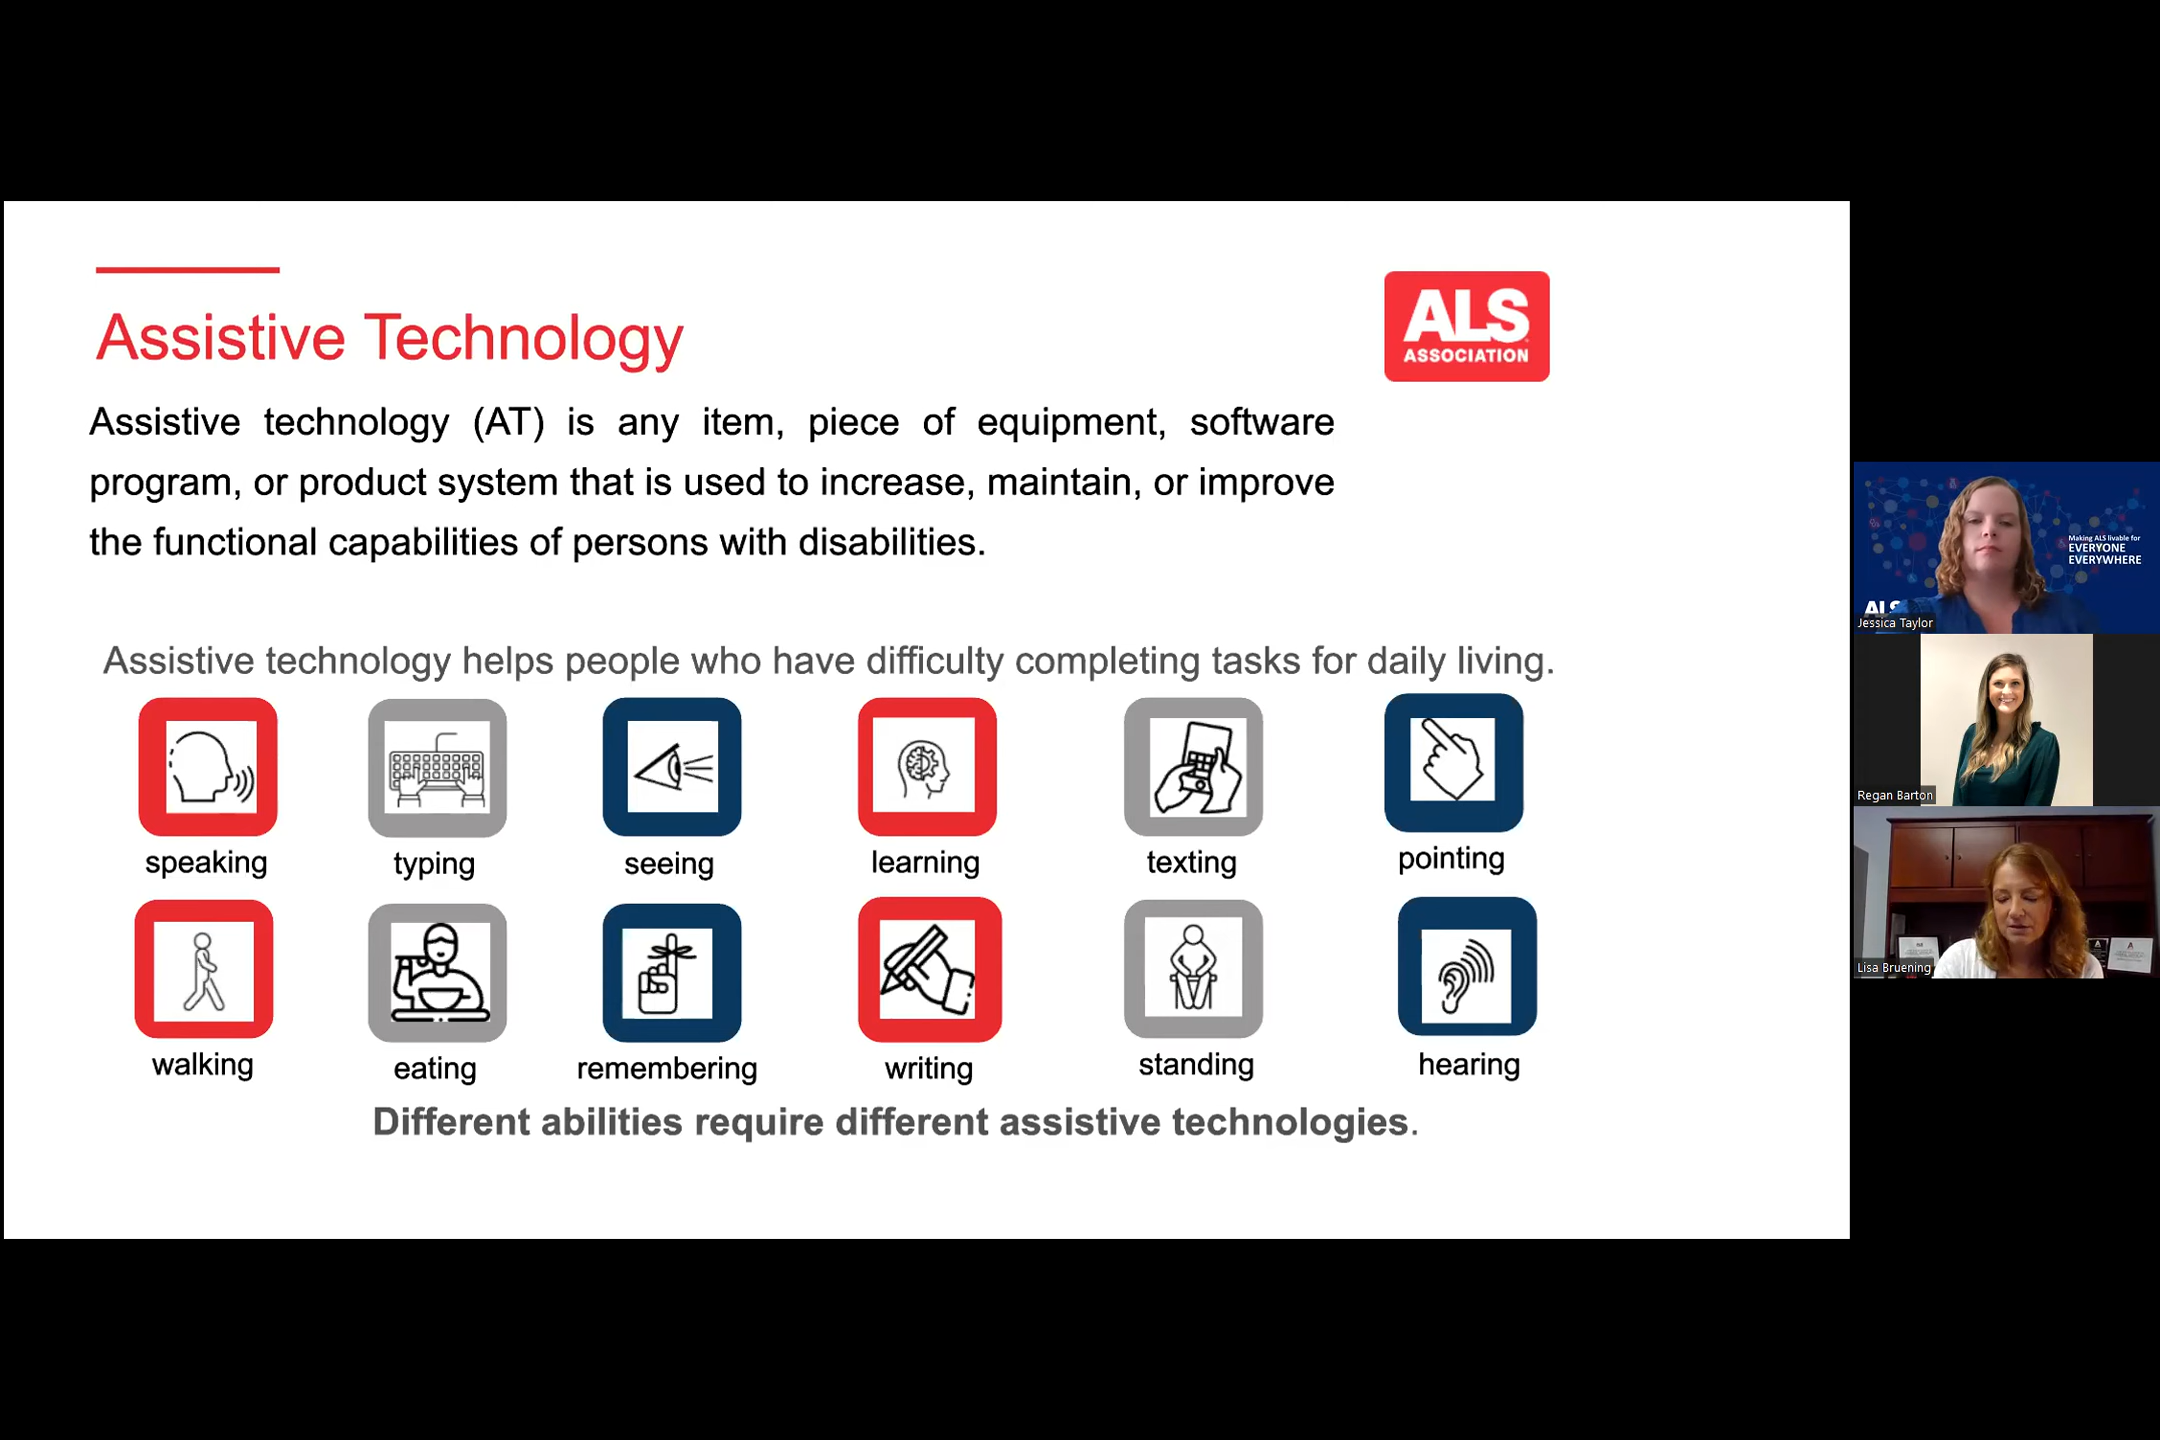 Assistive Technology
ALS
ASSOCIATION
Assistive technology (AT) is any item, piece of equipment, software
program, or product system that is used to increase, maintain, or improve
the functional capabilities of persons with disabilities.
Assistive technology helps people who have difficulty completing tasks for daily living.
speaking
typing
seeing
learning
texting
pointing
walking
eating
remembering
writing
standing
hearing
Different abilities require different assistive technologies.
Making ALS livable for
EVERYONE
EVERYWHERE
ALS
Jessica Taylor
Regan Barton
Lisa Bruening